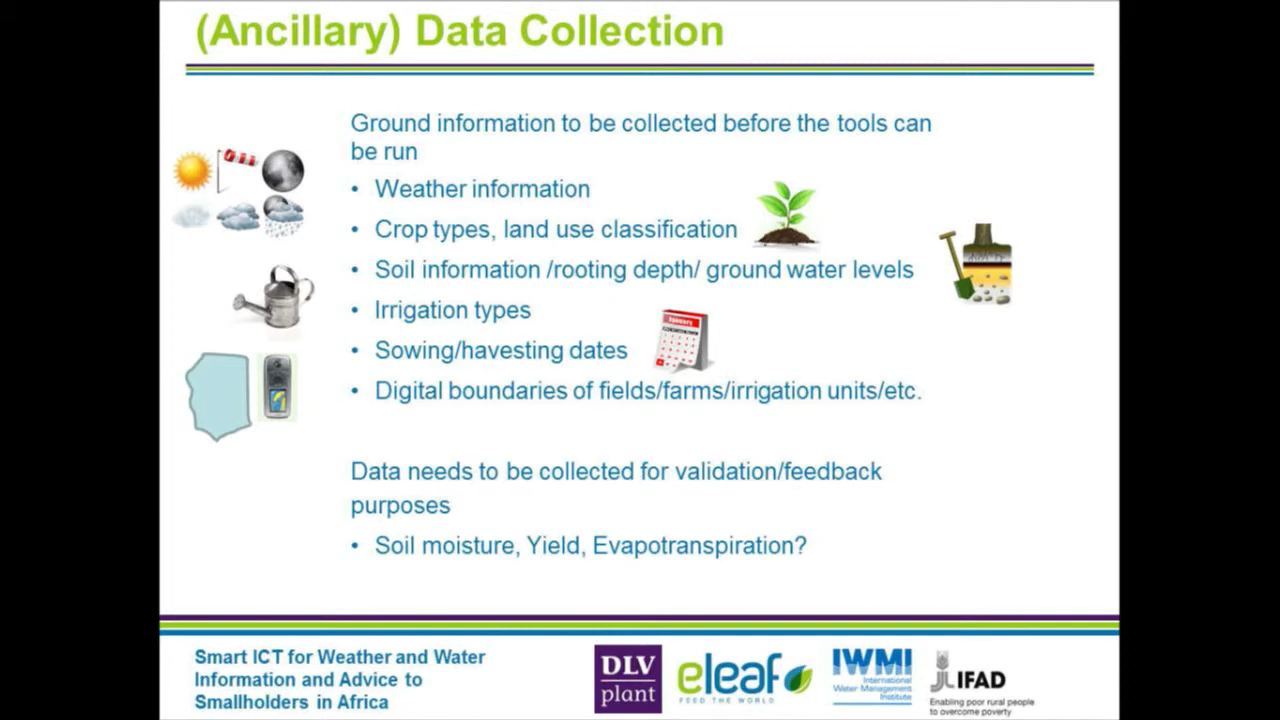 (Ancillary) Data Collection
Ground information to be collected before the tools can
be run
• Weather information
• Crop types, land use classification
• Soil information /rooting depth/ ground water levels
• Irrigation types
• Sowing/havesting dates
• Digital boundaries of fields/farms/irrigation units/etc.
Data needs to be collected for validation/feedback
purposes
• Soil moisture, Yield, Evapotranspiration?
Smart ICT for Weather and Water
Information and Advice to
Smallholders in Africa
DLV
plant
eleaf
FEED THE WORLD
IWMI
International
Water Management
Institute
IFAD
Enabling poor rural people
to overcome poverty